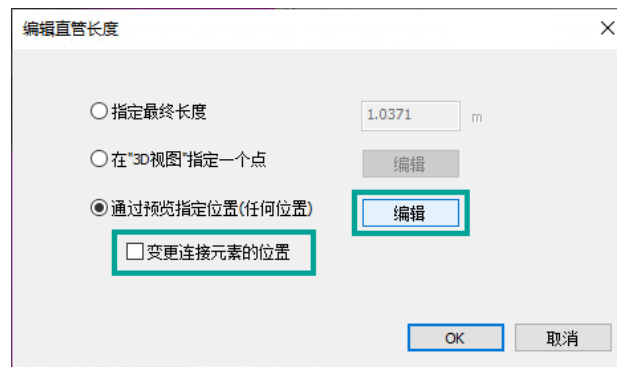 编辑直管长度
指定最终长度 1.0371 m
在"3D视图"指定一个点 编辑
通过预览指定位置(任何位置) 编辑
变更连接元素的位置
OK 取消